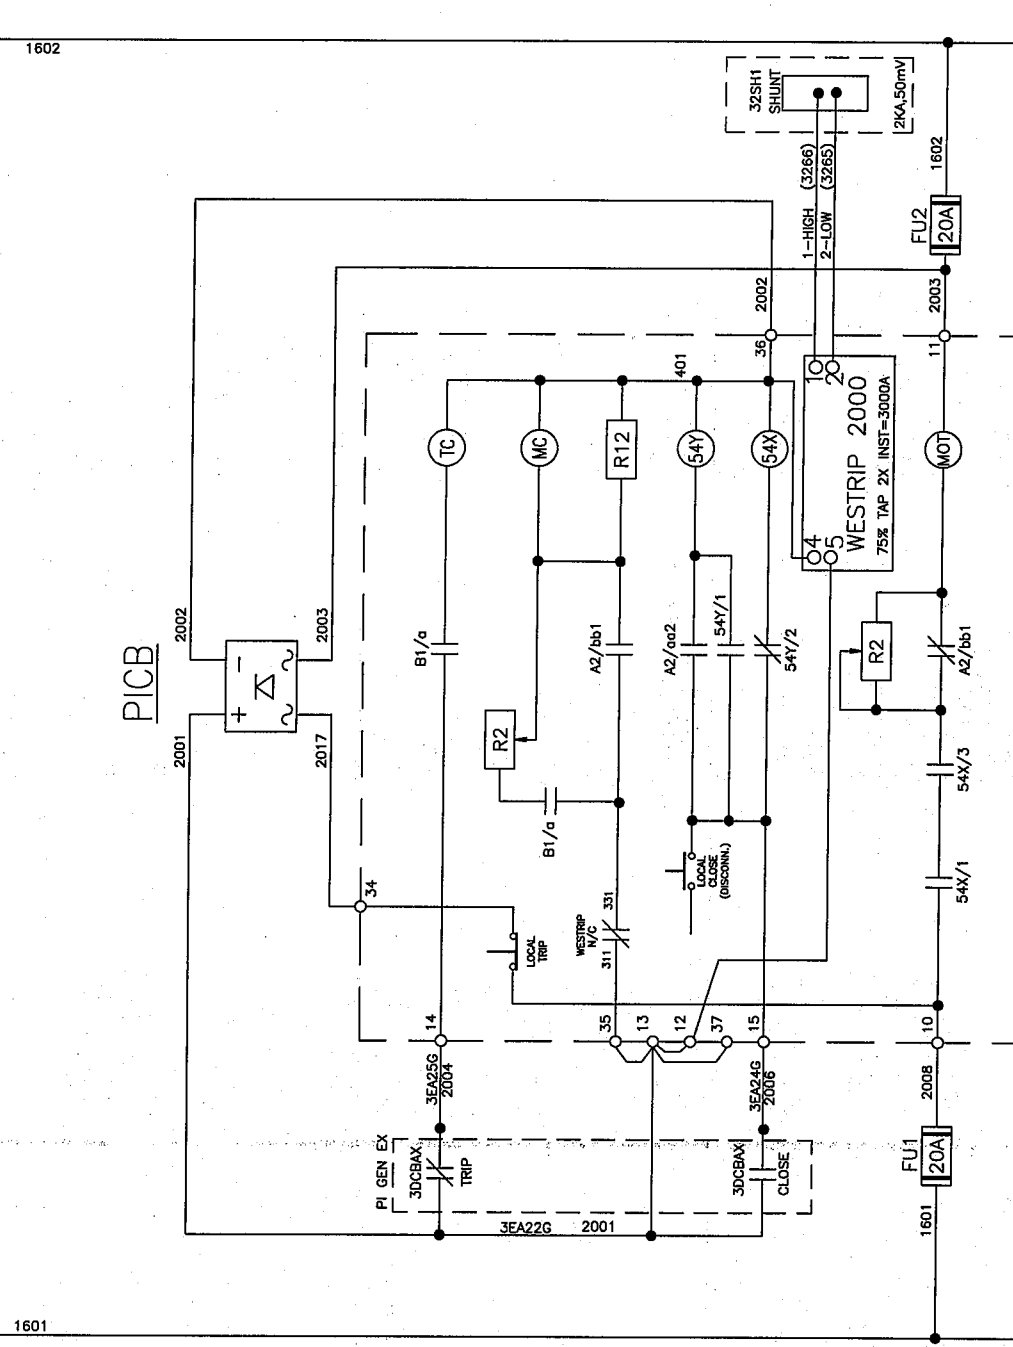 1602
32SH1
SHUNT
2KA,50mV
1602
(3266)
(3265)
1-HIGH
2-LOW
FU2
20A
2002
2003
36
11
401
1
2
TC
MC
R12
54Y
54X
WESTRIP 2000
75% TAP 2X INST=3000A
4
5
MOT
PICB
2002
2003
-
+
2001
2017
B1/a
A2/bb1
A2/aa2
54Y/1
54Y/2
R2
A2/bb1
R2
B1/a
54X/3
54X/1
LOCAL
CLOSE
(DISCONN.)
34
331
WESTRIP
N/C
311
LOCAL
TRIP
14
35
13
12
37
15
10
3EA25G
2004
3EA24G
2006
2008
PI GEN EX
3DCBAX
TRIP
3DCBAX
CLOSE
FU1
20A
3EA22G
2001
1601
1601